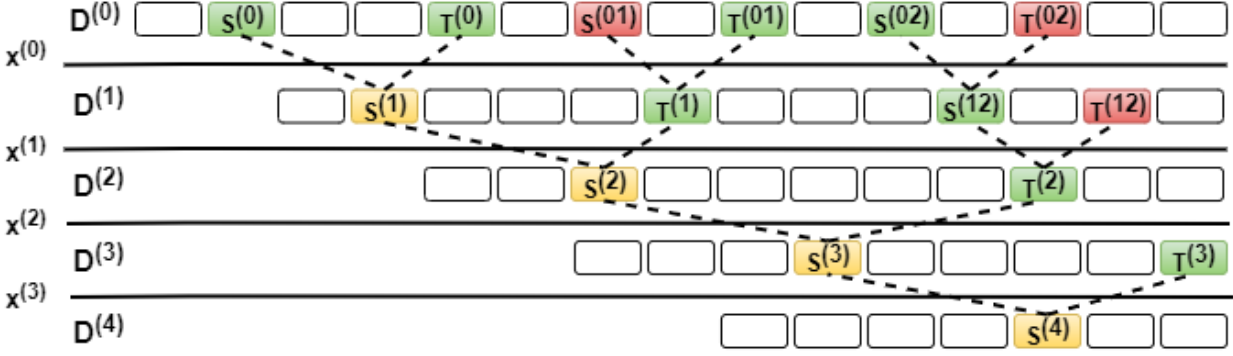 D(0) S(0) T(0) S(01) T(01) S(02) T(02)
x(0)
D(1) S(1) T(1) S(12) T(12)
x(1)
D(2) S(2) T(2)
x(2)
D(3) S(3) T(3)
x(3)
D(4) S(4)